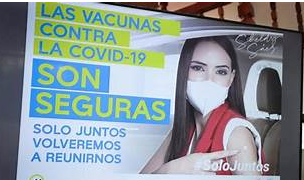 LAS VACUNAS
CONTRA
LA COVID-19
SON
SEGURAS
SOLO JUNTOS
VOLVEREMOS
A REUNIRNOS
#SoloJuntos